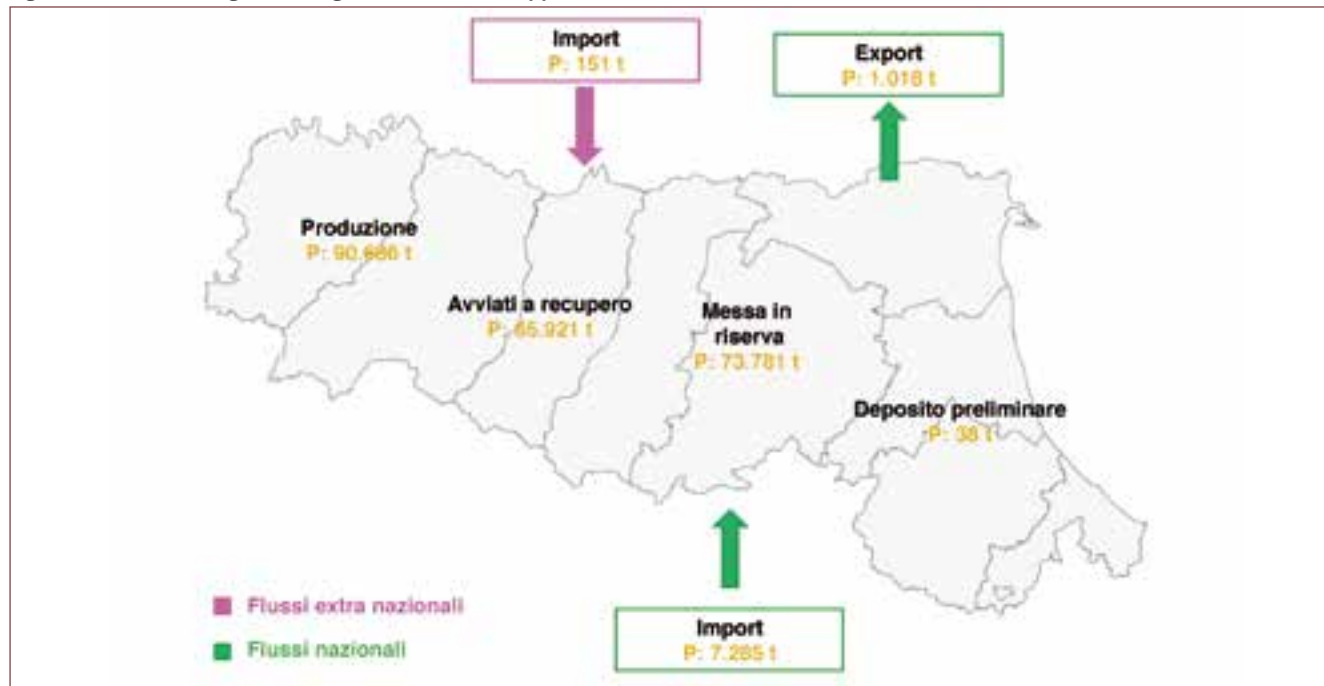 Import
P: 151 t
Export
P: 1.018 t
Produzione
P: 90.686 t
Avviati a recupero
P: 65.921 t
Messa in
riserva
P: 73.781 t
Deposito preliminare
P: 38 t
Flussi extra nazionali
Flussi nazionali
Import
P: 7.285 t